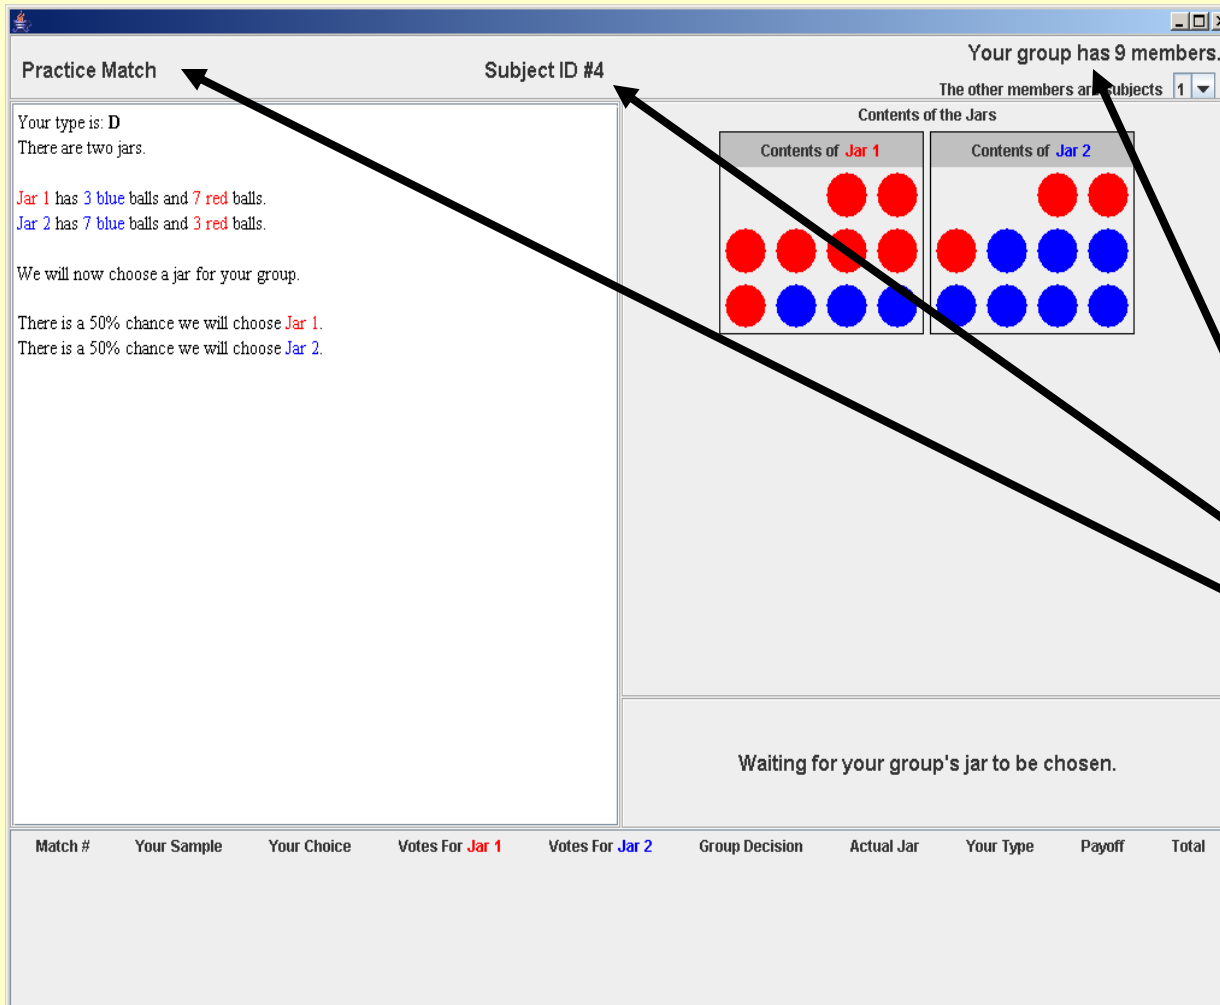 Practice Match
Subject ID #4
Your group has 9 members.
The other members are subjects 1
Your type is: D
There are two jars.
Jar 1 has 3 blue balls and 7 red balls.
Jar 2 has 7 blue balls and 3 red balls.
We will now choose a jar for your group.
There is a 50% chance we will choose Jar 1.
There is a 50% chance we will choose Jar 2.
Contents of the Jars
Contents of Jar 1
Contents of Jar 2
Waiting for your group's jar to be chosen.
Match # Your Sample Your Choice Votes For Jar 1 Votes For Jar 2 Group Decision Actual Jar Your Type Payoff Total